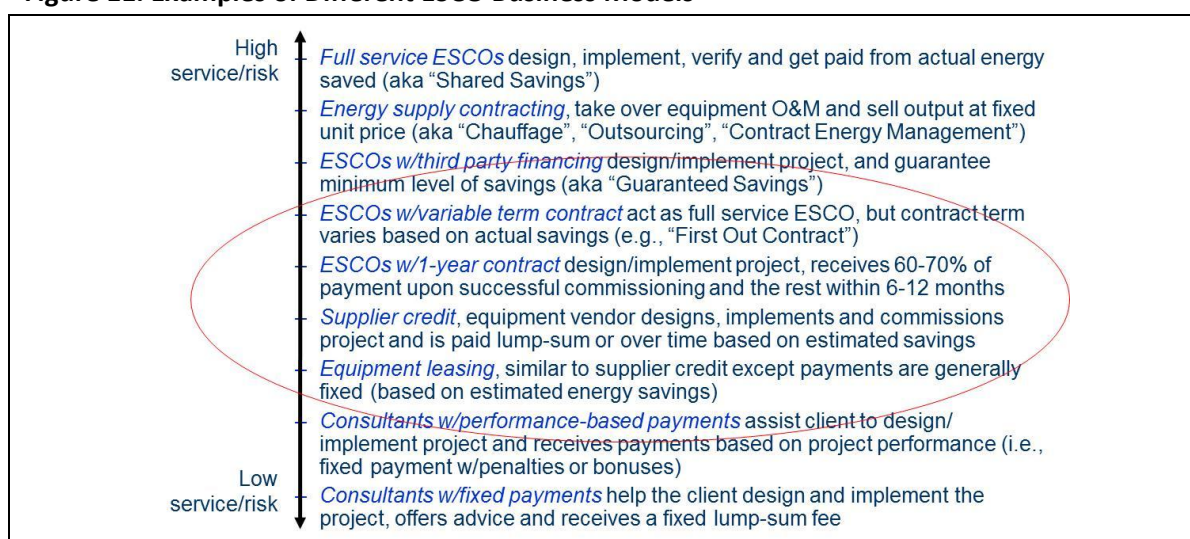 High
service/risk
Full service ESCOs design, implement, verify and get paid from actual energy
saved (aka “Shared Savings”)
Energy supply contracting, take over equipment O&M and sell output at fixed
unit price (aka “Chauffage”, “Outsourcing”, “Contract Energy Management”)
ESCOs w/third party financing design/implement project, and guarantee
minimum level of savings (aka “Guaranteed Savings”)
ESCOs w/variable term contract act as full service ESCO, but contract term
varies based on actual savings (e.g., “First Out Contract”)
ESCOs w/1-year contract design/implement project, receives 60-70% of
payment upon successful commissioning and the rest within 6-12 months
Supplier credit, equipment vendor designs, implements and commissions
project and is paid lump-sum or over time based on estimated savings
Equipment leasing, similar to supplier credit except payments are generally
fixed (based on estimated energy savings)
Consultants w/performance-based payments assist client to design/
implement project and receives payments based on project performance (i.e.,
fixed payment w/penalties or bonuses)
Low
service/risk
Consultants w/fixed payments help the client design and implement the
project, offers advice and receives a fixed lump-sum fee